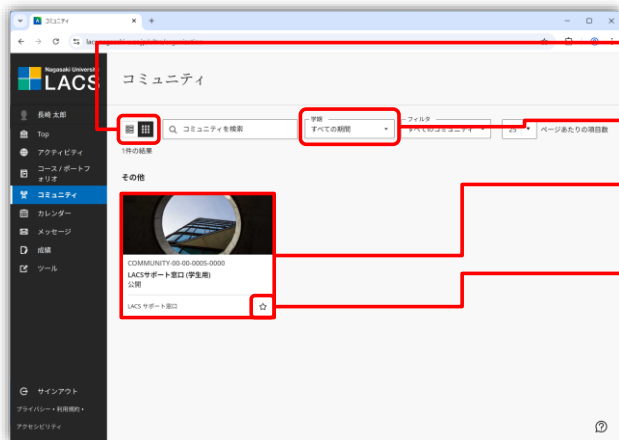 コミュニティ
Nagasaki University
LACS
コミュニティ
長崎 太郎
Top
アクティビティ
コース / ポートフ
ォリオ
コミュニティ
カレンダー
メッセージ
成績
ツール
サインアウト
プライバシー・利用規約・
アクセシビリティ
コミュニティを検索
学期
すべての期間
フィルタ
すべてのコミュニティ
25
ページあたりの項目数
1件の結果
その他
COMMUNITY-00-00-0005-0000
LACSサポート窓口 (学生用)
公開
LACS サポート窓口